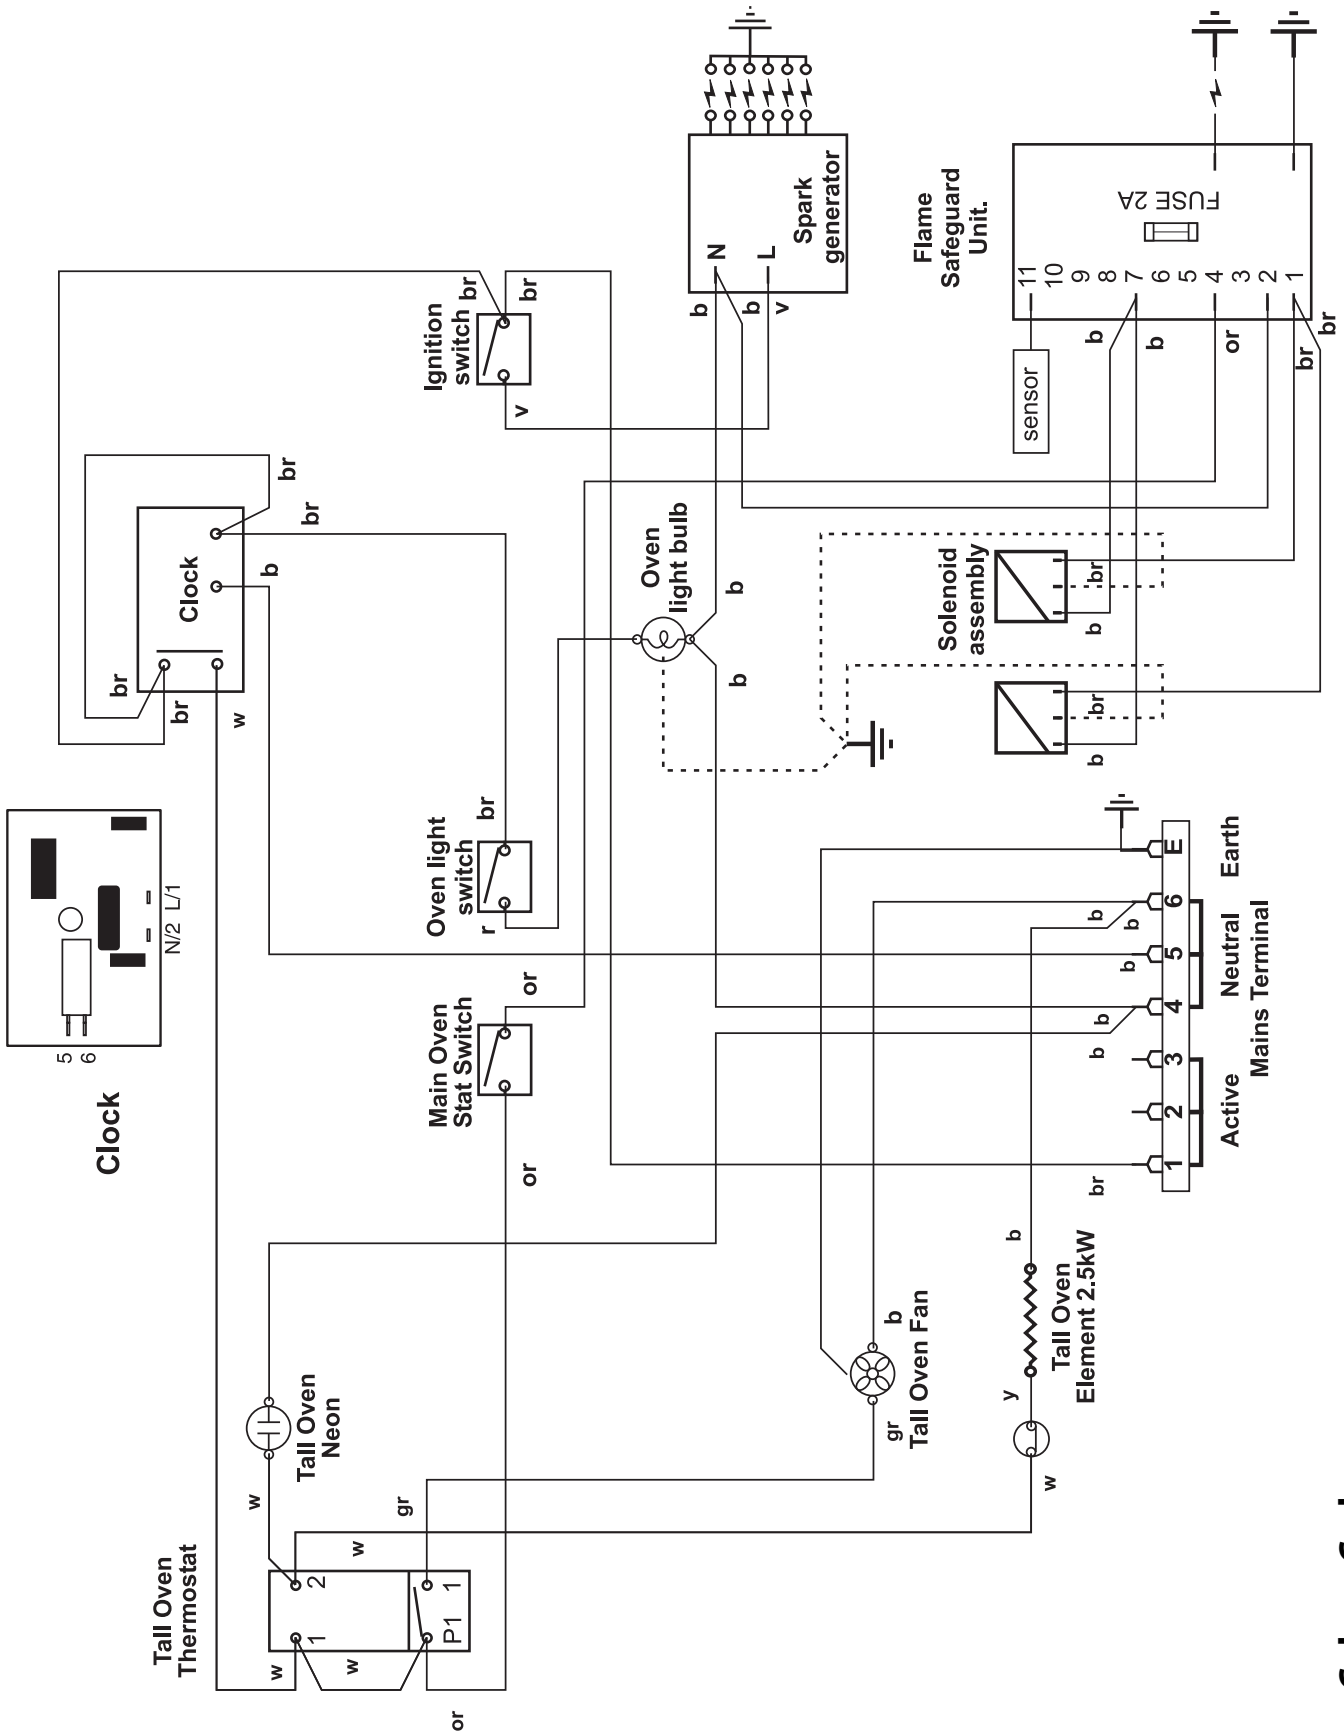 Clock
5
6
N/2 L/1
Clock
br
br
br
br
b
w
Ignition
switch
br
br
v
N
L
Spark
generator
b
b
v
Flame
Safeguard
Unit.
FUSE 2A
11
10
9
8
7
6
5
4
3
2
1
sensor
b
b
or
br
br
Oven
light bulb
b
b
Oven light
switch
br
r
Main Oven
Stat Switch
or
or
Solenoid
assembly
b
br
b
br
Tall Oven
Neon
w
Tall Oven
Thermostat
1
2
P1
1
w
w
w
or
gr
gr
b
Tall Oven Fan
y
w
b
Tall Oven
Element 2.5kW
br
b
b
b
b
b
1
2
3
4
5
6
E
Active
Neutral
Earth
Mains Terminal